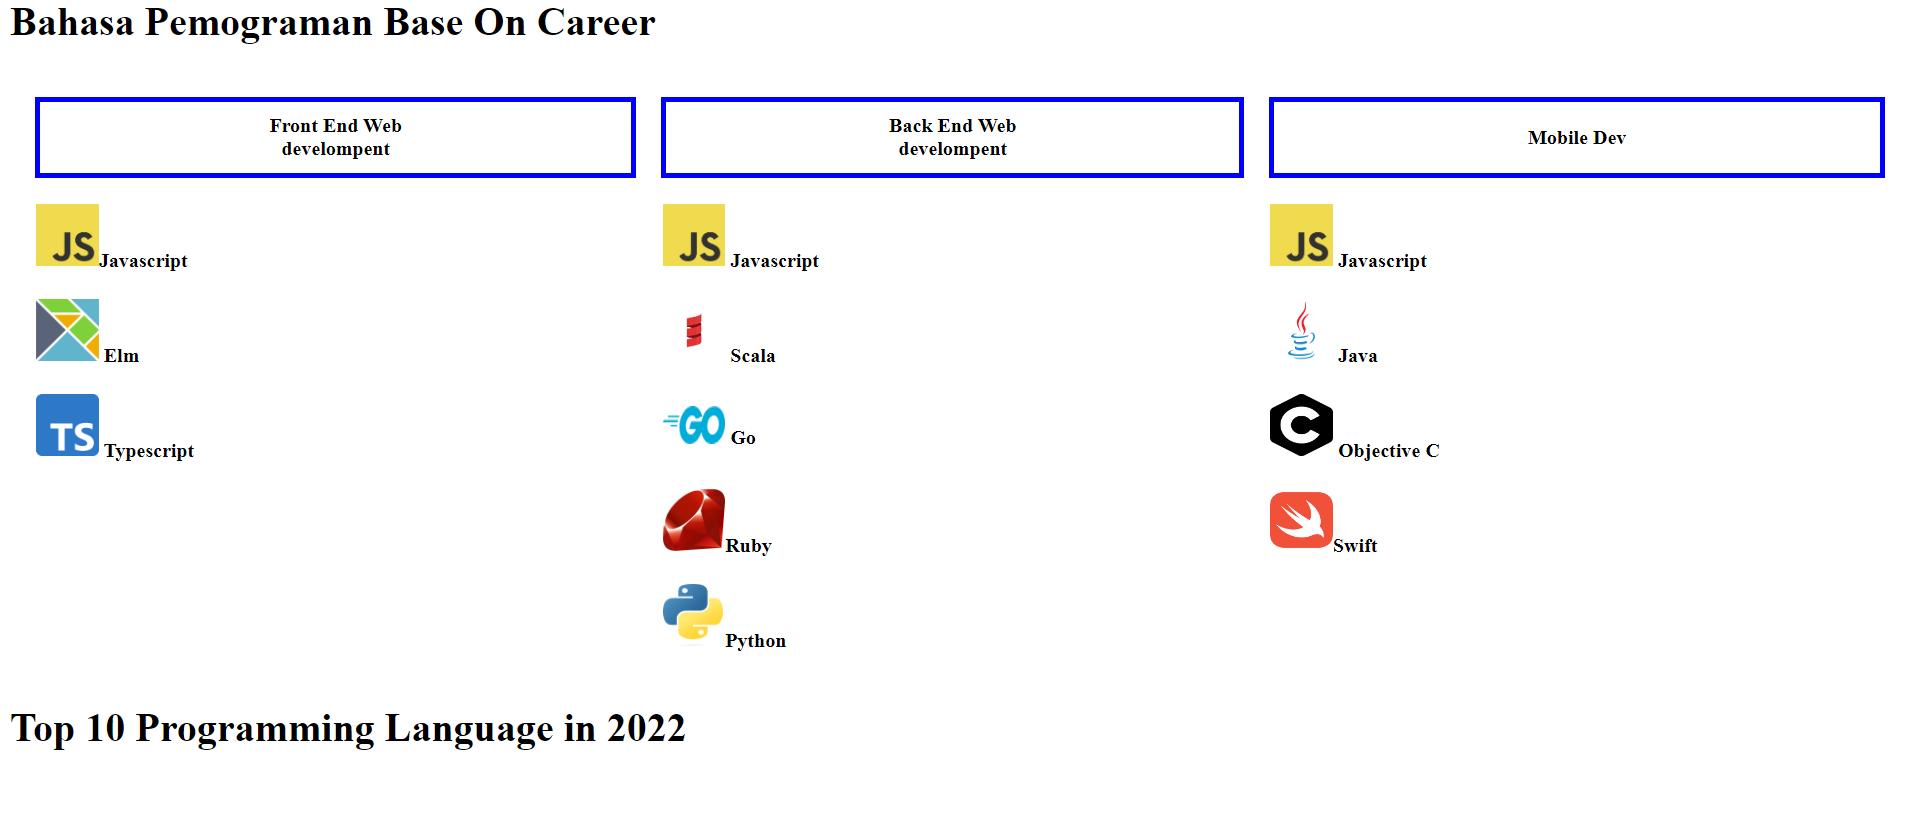 Bahasa Pemograman Base On Career
Front End Web
develompent
Back End Web
develompent
Mobile Dev
JS Javascript
JS Javascript
JS Javascript
Elm
Scala
Java
TS Typescript
GO Go
C Objective C
Ruby
Swift
Python
Top 10 Programming Language in 2022